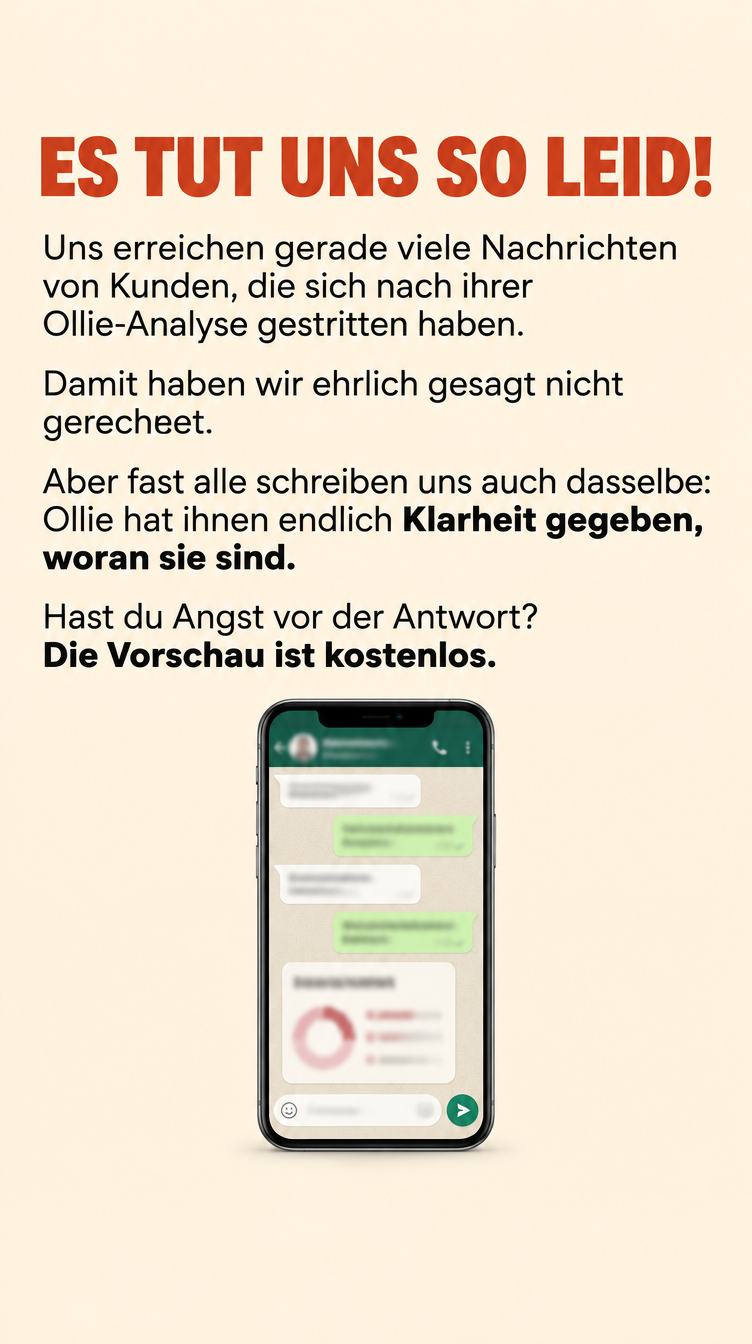 ES TUT UNS SO LEID!
Uns erreichen gerade viele Nachrichten
von Kunden, die sich nach ihrer
Ollie-Analyse gestritten haben.
Damit haben wir ehrlich gesagt nicht
gerecheet.
Aber fast alle schreiben uns auch dasselbe:
Ollie hat ihnen endlich Klarheit gegeben,
woran sie sind.
Hast du Angst vor der Antwort?
Die Vorschau ist kostenlos.